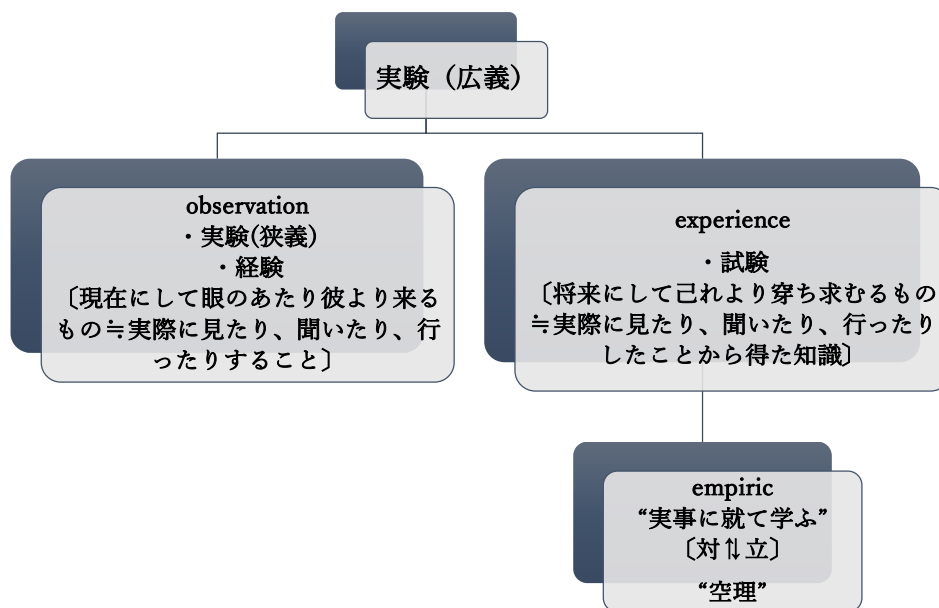 実験（広義）
observation
・実験(狭義)
・経験
〔現在にして眼のあたり彼より来る
もの≒実際に見たり、聞いたり、行
ったりすること〕
experience
・試験
〔将来にして己れより穿ち求むるもの
≒実際に見たり、聞いたり、行ったり
したことから得た知識〕
empiric
“実事に就て学ふ”
〔対⇅立〕
“空理”